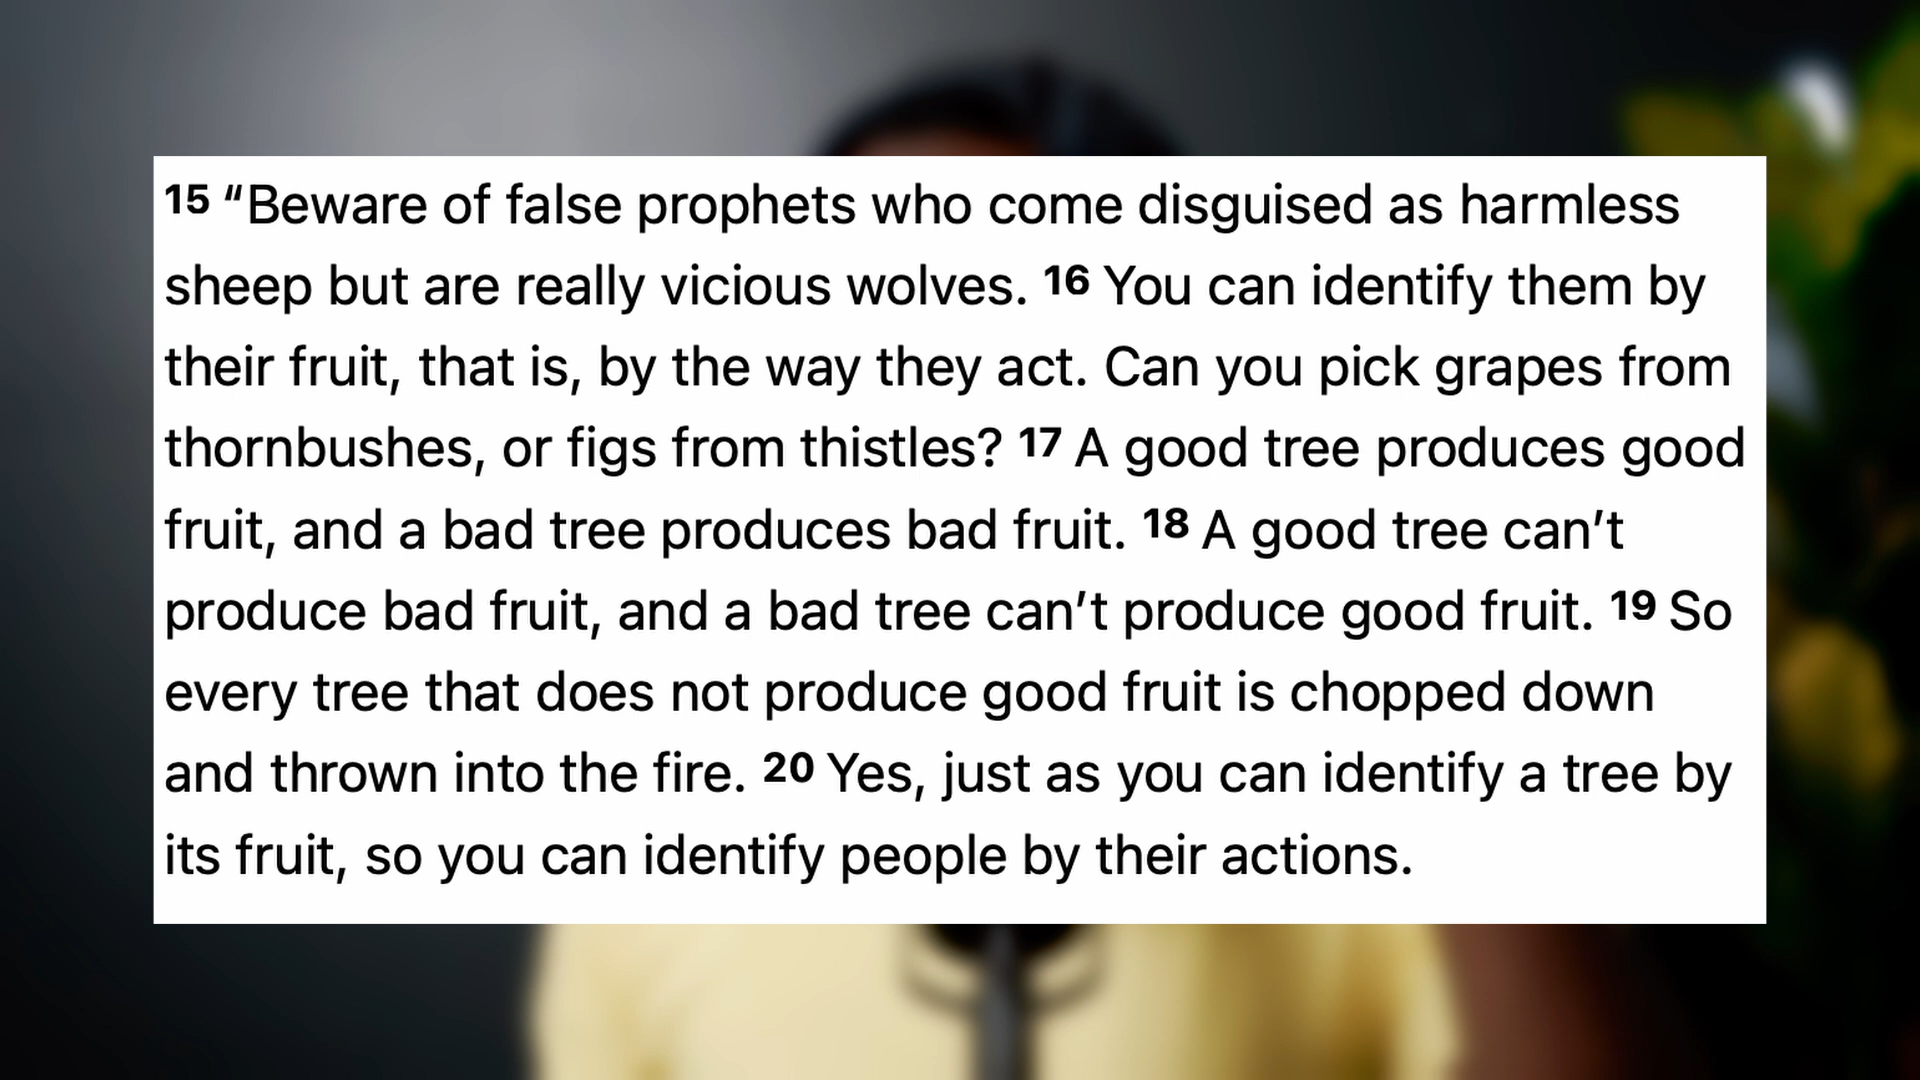 15 “Beware of false prophets who come disguised as harmless
sheep but are really vicious wolves. 16 You can identify them by
their fruit, that is, by the way they act. Can you pick grapes from
thornbushes, or figs from thistles? 17 A good tree produces good
fruit, and a bad tree produces bad fruit. 18 A good tree can’t
produce bad fruit, and a bad tree can’t produce good fruit. 19 So
every tree that does not produce good fruit is chopped down
and thrown into the fire. 20 Yes, just as you can identify a tree by
its fruit, so you can identify people by their actions.